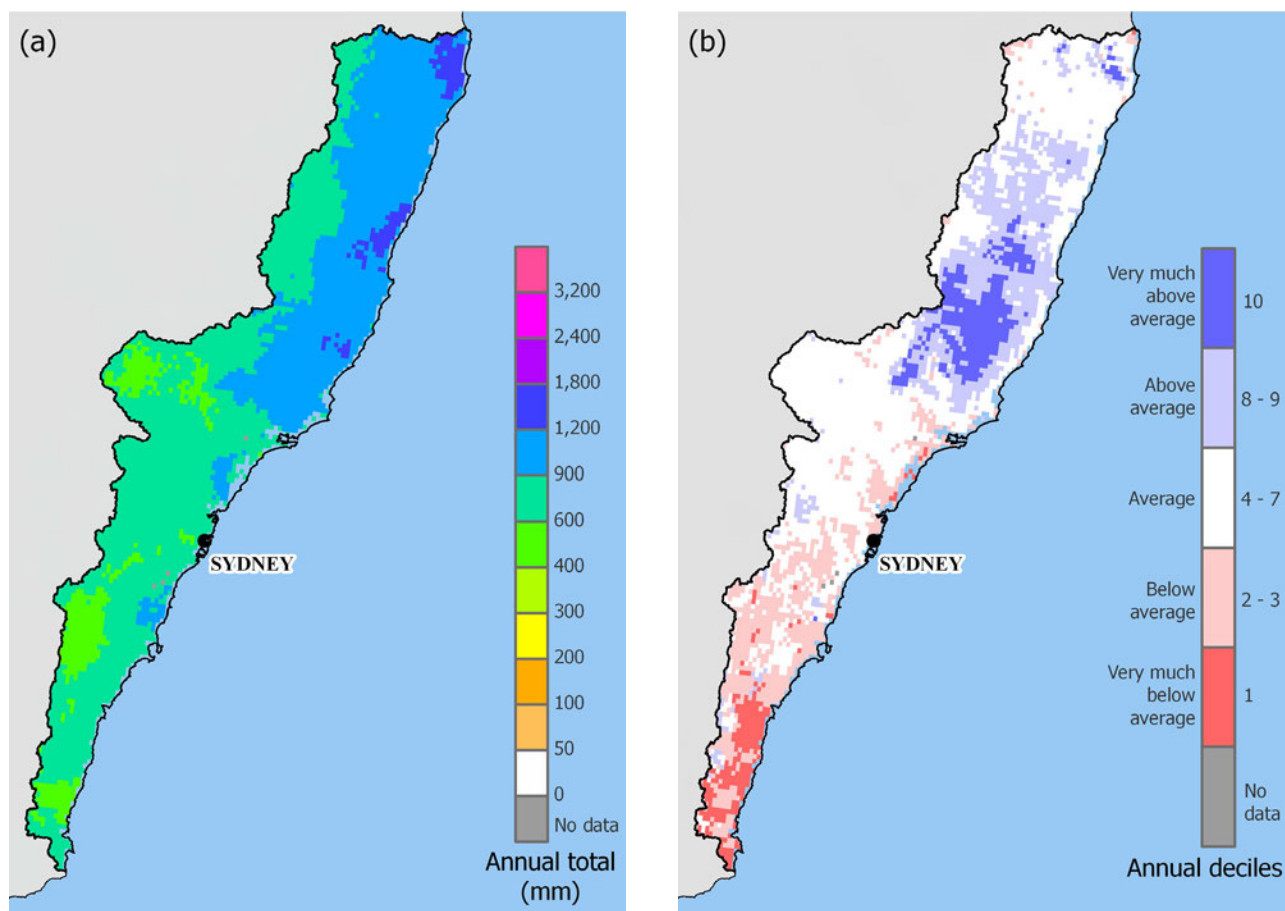 (a)
SYDNEY
3,200
2,400
1,800
1,200
900
600
400
300
200
100
50
0
No data
Annual total
(mm)
(b)
SYDNEY
Very much
above
average
10
Above
average
8 - 9
Average
4 - 7
Below
average
2 - 3
Very much
below
average
1
No
data
Annual deciles